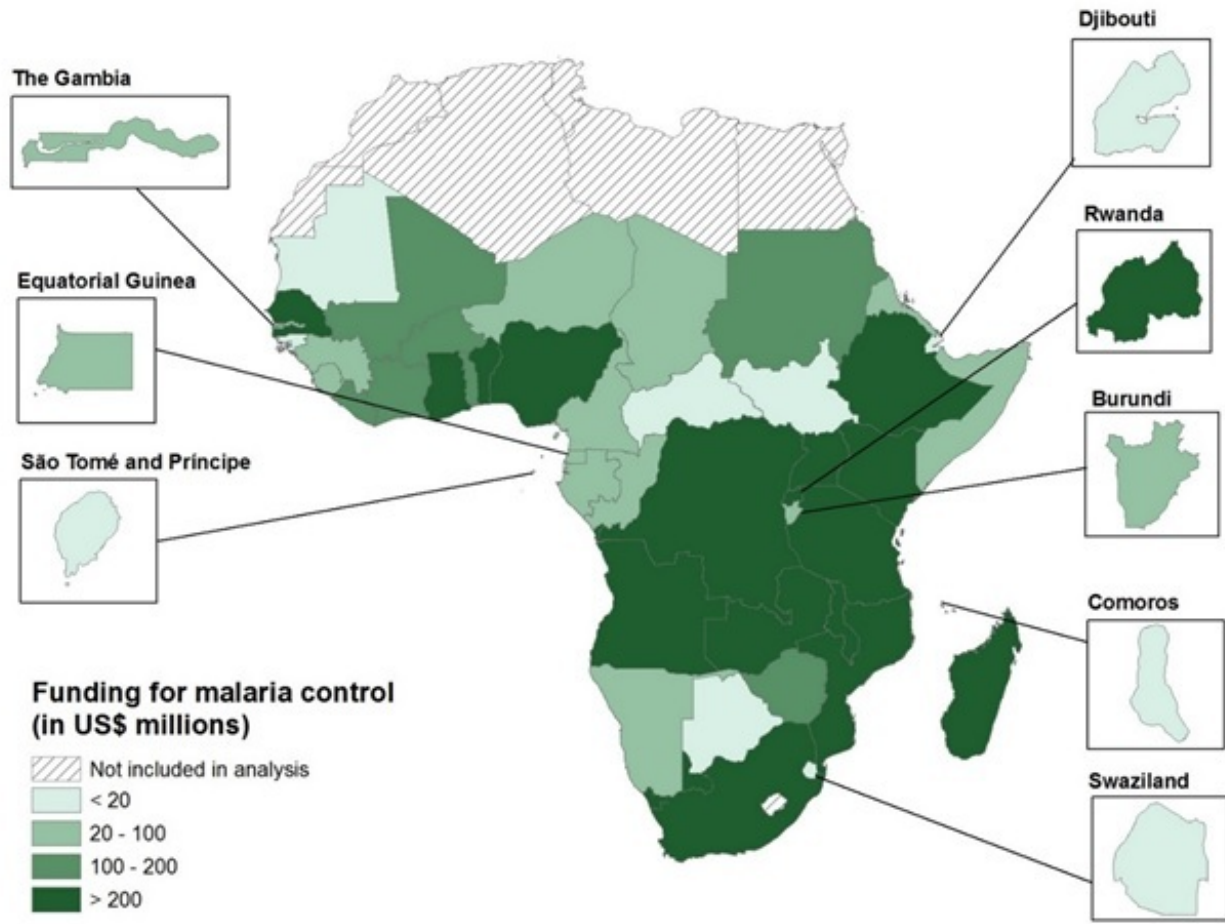 The Gambia
Equatorial Guinea
São Tomé and Príncipe
Djibouti
Rwanda
Burundi
Comoros
Swaziland
Funding for malaria control
(in US$ millions)
Not included in analysis
< 20
20 - 100
100 - 200
> 200